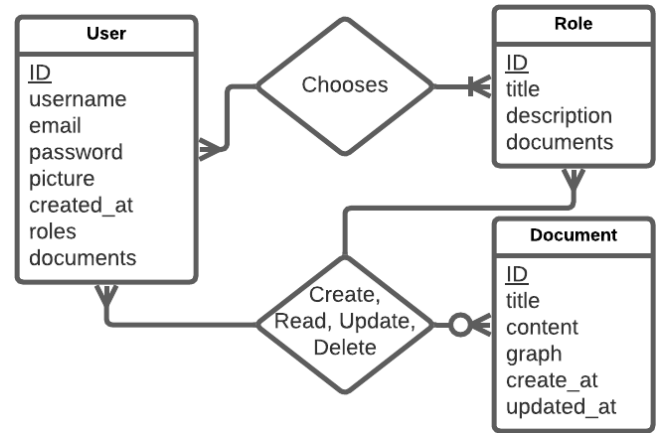 User
ID
username
email
password
picture
created_at
roles
documents
Chooses
Role
ID
title
description
documents
Create,
Read, Update,
Delete
Document
ID
title
content
graph
create_at
updated_at